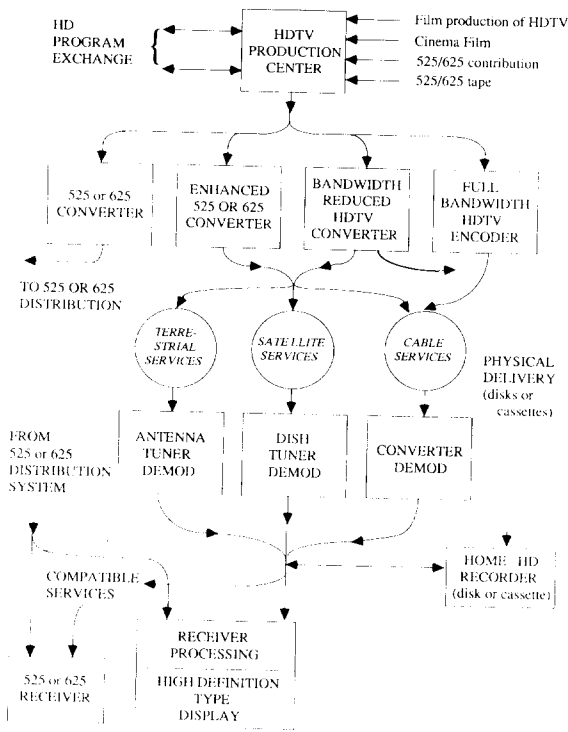 HD
PROGRAM
EXCHANGE
HDTV
PRODUCTION
CENTER
Film production of HDTV
Cinema Film
525/625 contribution
525/625 tape
525 or 625
CONVERTER
ENHANCED
525 OR 625
CONVERTER
BANDWIDTH
REDUCED
HDTV
CONVERTER
FULL
BANDWIDTH
HDTV
ENCODER
TO 525 OR 625
DISTRIBUTION
TERRE-
STRIAL
SERVICES
SATELLITE
SERVICES
CABLE
SERVICES
PHYSICAL
DELIVERY
(disks or
cassettes)
FROM
525 or 625
DISTRIBUTION
SYSTEM
ANTENNA
TUNER
DEMOD
DISH
TUNER
DEMOD
CONVERTER
DEMOD
COMPATIBLE
SERVICES
HOME HD
RECORDER
(disk or cassette)
RECEIVER
PROCESSING
525 or 625
RECEIVER
HIGH DEFINITION
TYPE
DISPLAY